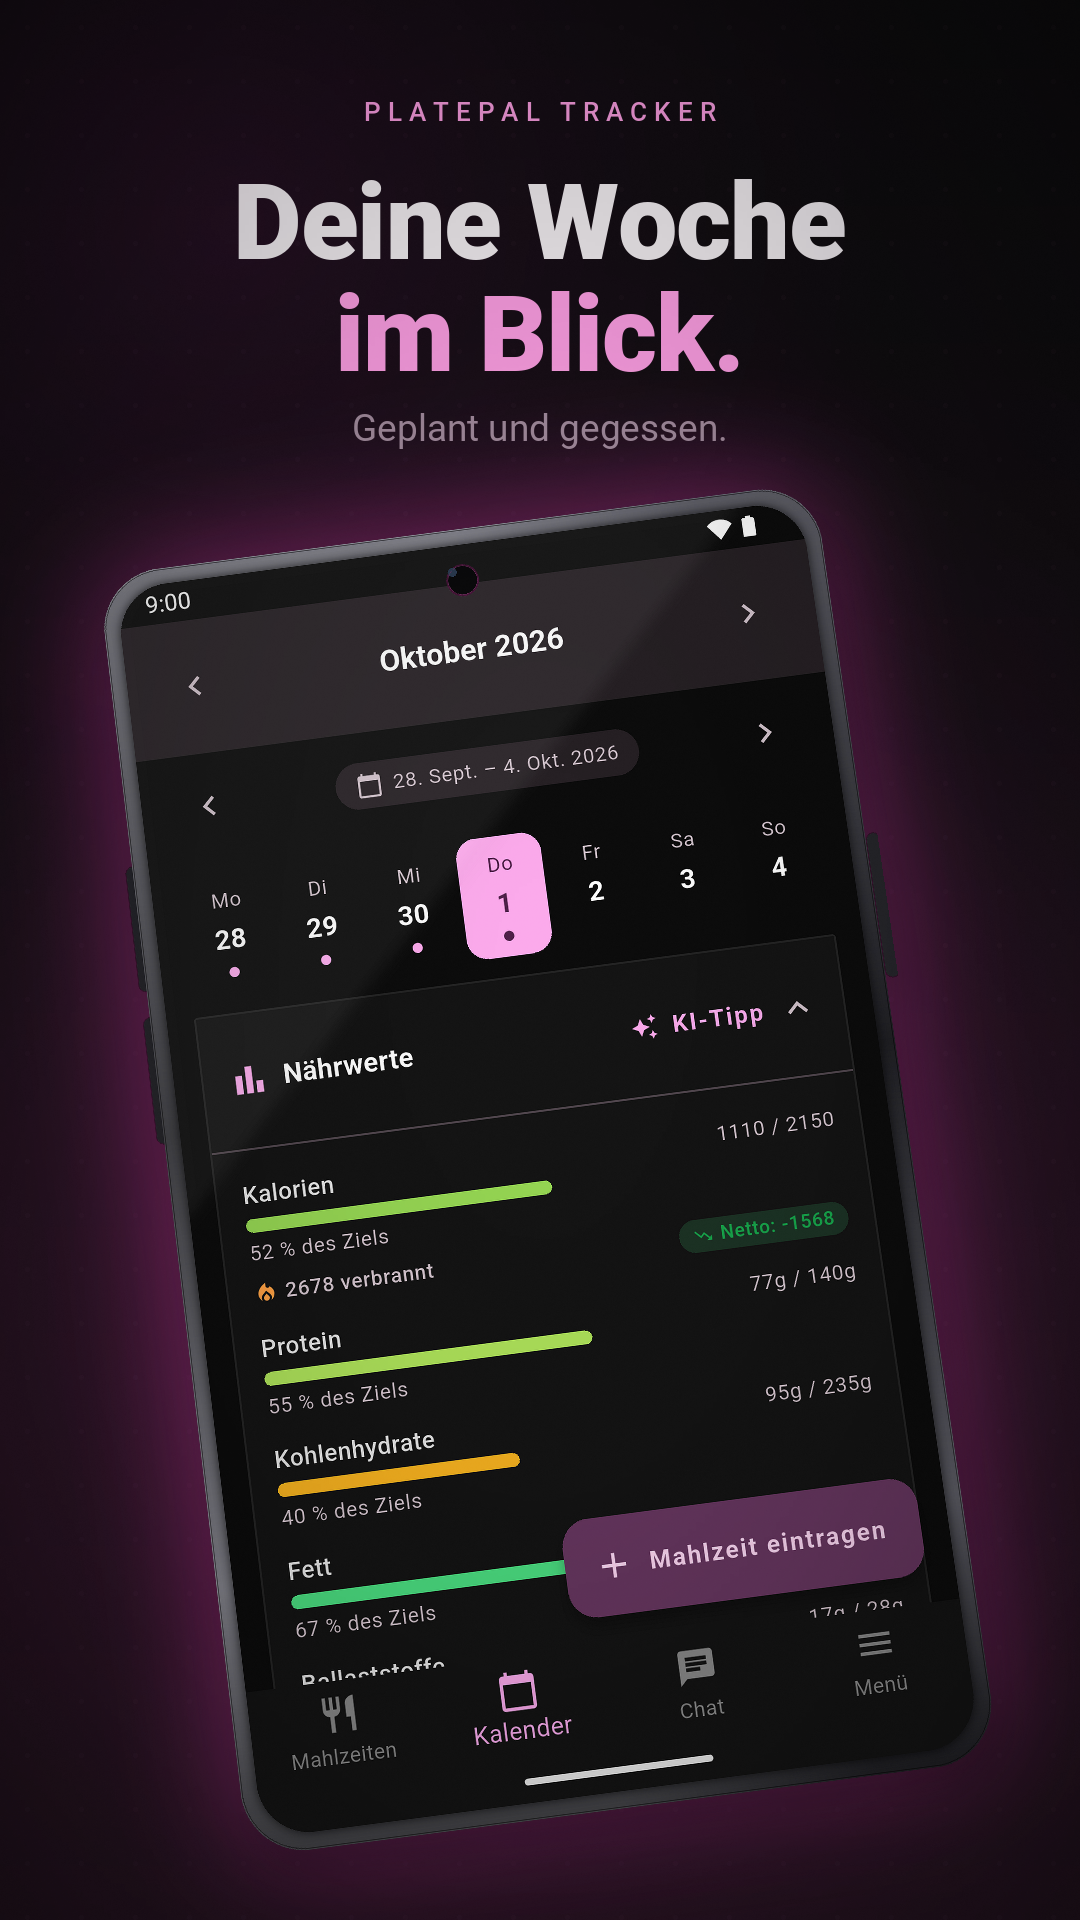 PLATEPAL TRACKER
Deine Woche
im Blick.
Geplant und gegessen.
9:00
Oktober 2026
28. Sept. – 4. Okt. 2026
Mo Di Mi Do Fr Sa So
28 29 30 1 2 3 4
Nährwerte
KI-Tipp
Kalorien
1110 / 2150
52 % des Ziels
2678 verbrannt
Netto: -1568
Protein
77g / 140g
55 % des Ziels
Kohlenhydrate
95g / 235g
40 % des Ziels
Fett
67 % des Ziels
Mahlzeit eintragen
Ballaststoffe
17g / 28g
Mahlzeiten
Kalender
Chat
Menü